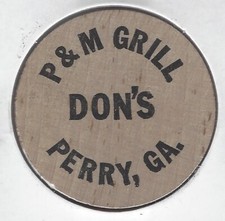 P & M GRILL
DON'S
PERRY, GA.